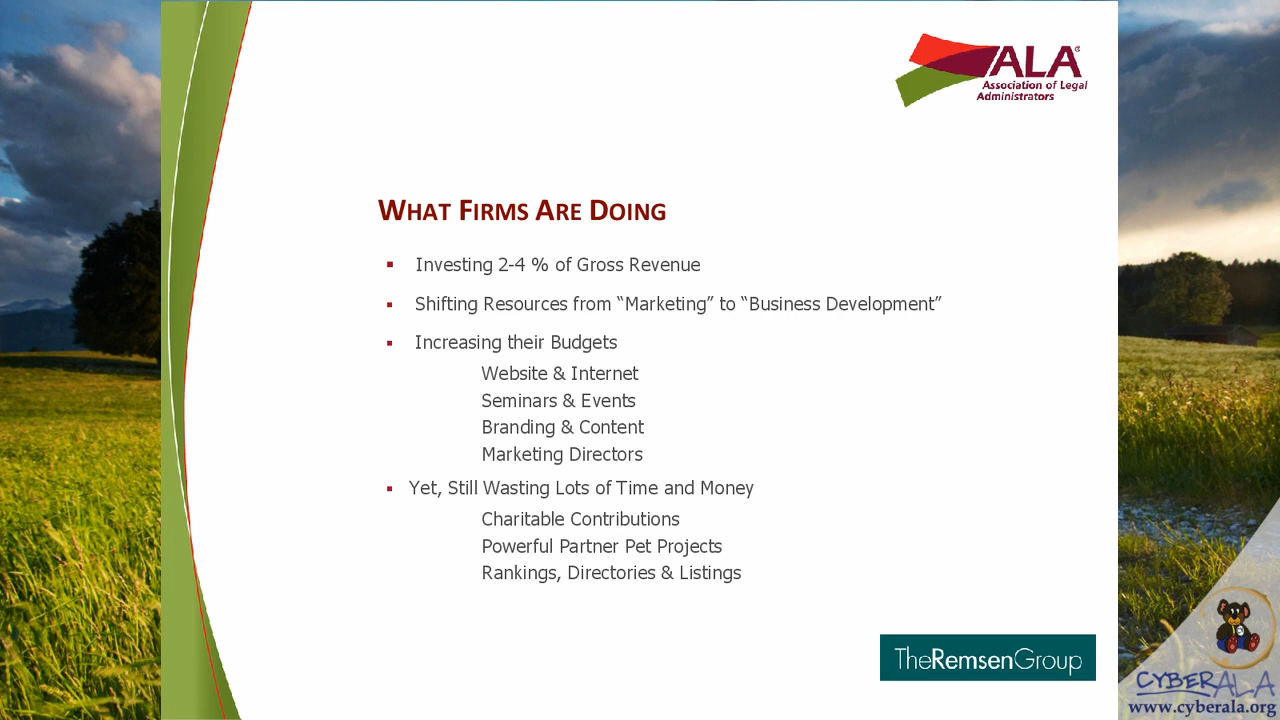 ALA®
Association of Legal
Administrators
WHAT FIRMS ARE DOING
▪ Investing 2-4 % of Gross Revenue
▪ Shifting Resources from “Marketing” to “Business Development”
▪ Increasing their Budgets
Website & Internet
Seminars & Events
Branding & Content
Marketing Directors
▪ Yet, Still Wasting Lots of Time and Money
Charitable Contributions
Powerful Partner Pet Projects
Rankings, Directories & Listings
TheRemsenGroup
CYBERALA
www.cyberala.org